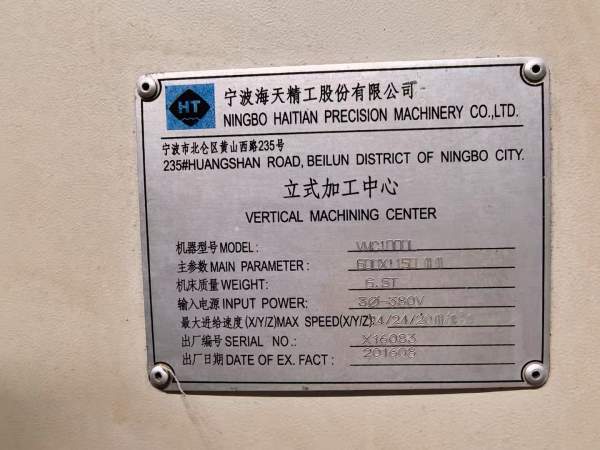 HT
宁波海天精工股份有限公司
NINGBO HAITIAN PRECISION MACHINERY CO.,LTD.
宁波市北仑区黄山西路235号
235#HUANGSHAN ROAD, BEILUN DISTRICT OF NINGBO CITY.
立式加工中心
VERTICAL MACHINING CENTER
机器型号MODEL: VMC1000L
主参数MAIN PARAMETER:
机床质量WEIGHT: 6.8T
输入电源INPUT POWER: 3Ø-380V
最大进给速度(X/Y/Z)MAX SPEED(X/Y/Z) 24/24/20
出厂编号SERIAL NO.: X16083
出厂日期DATE OF EX. FACT: 201608